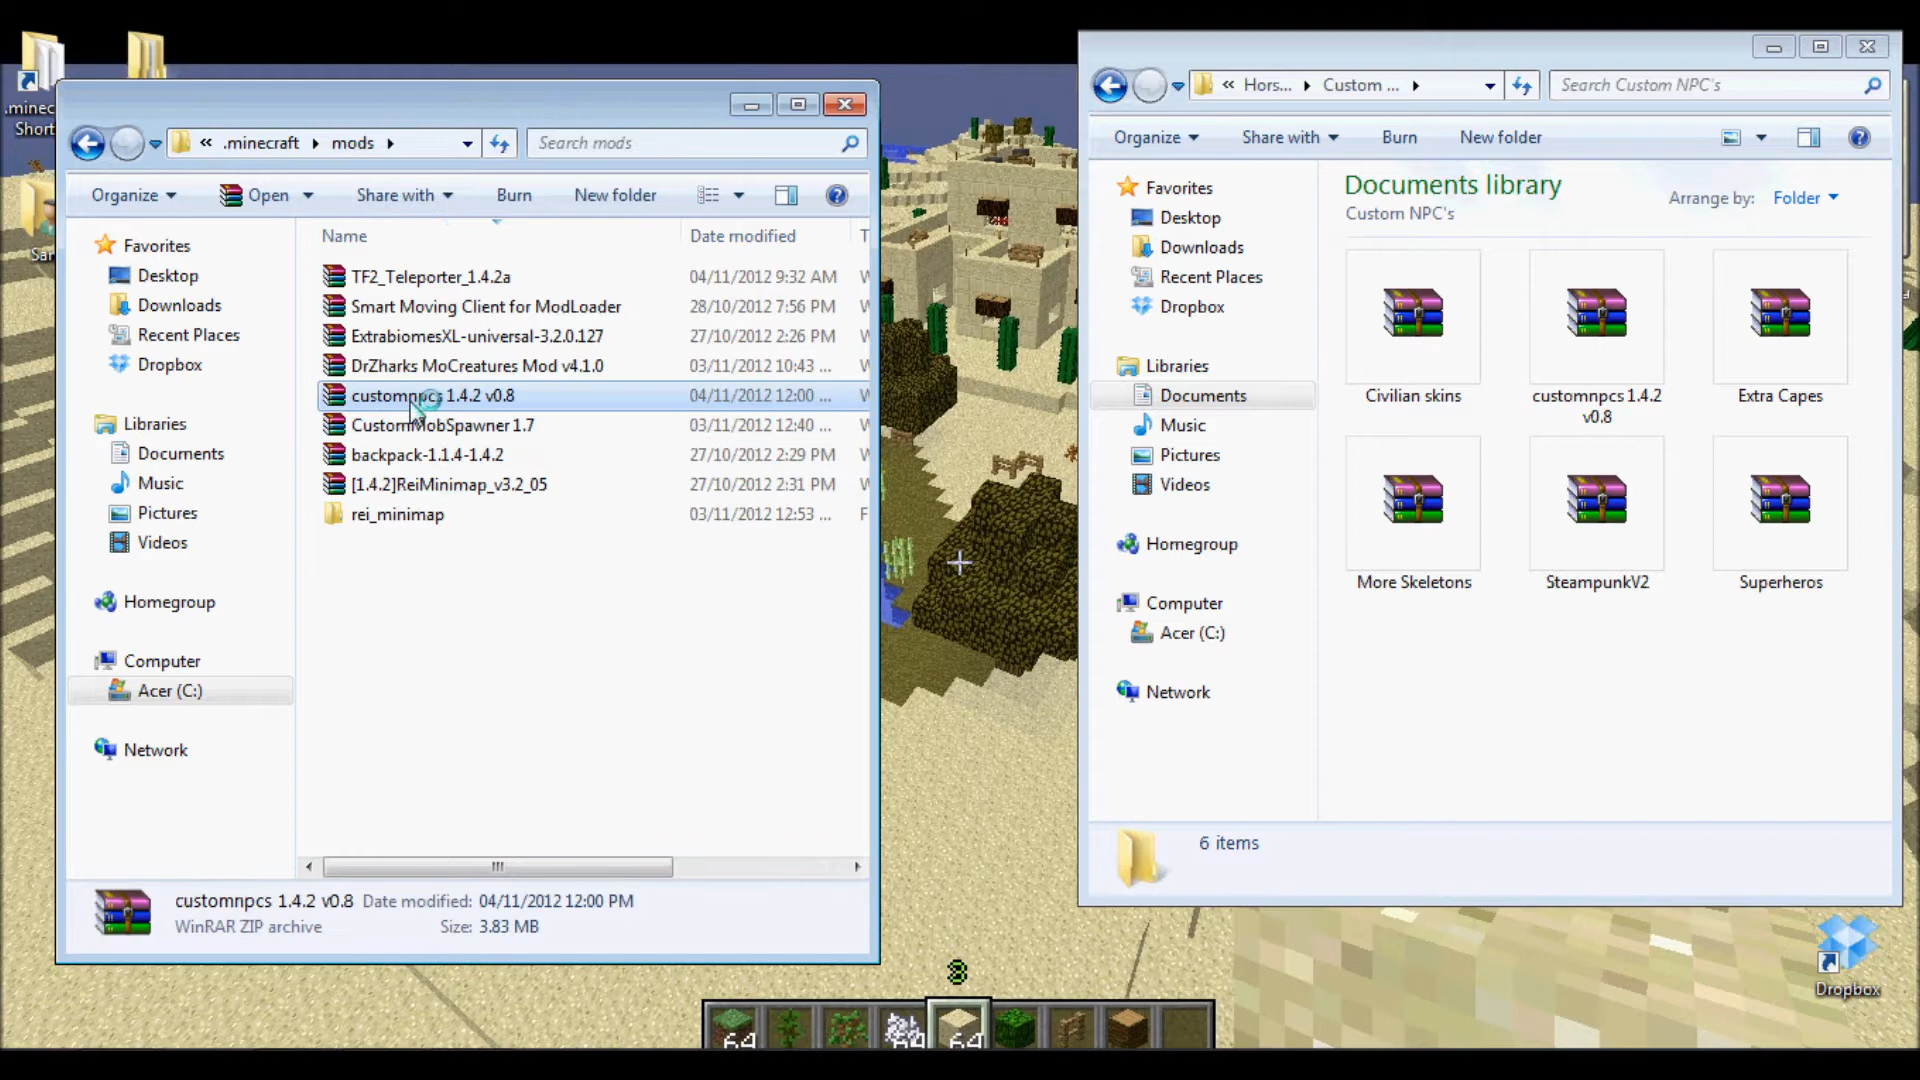 .minec
Short
Sar
« .minecraft mods
Search mods
Organize Open Share with Burn New folder
Name Date modified T
Favorites
Desktop
Downloads
Recent Places
Dropbox
Libraries
Documents
Music
Pictures
Videos
Homegroup
Computer
Acer (C:)
Network
TF2_Teleporter_1.4.2a 04/11/2012 9:32 AM W
Smart Moving Client for ModLoader 28/10/2012 7:56 PM W
ExtrabiomesXL-universal-3.2.0.127 27/10/2012 2:26 PM W
DrZharks MoCreatures Mod v4.1.0 03/11/2012 10:43 ... W
customnpcs 1.4.2 v0.8 04/11/2012 12:00 ... W
CustomMobSpawner 1.7 03/11/2012 12:40 ... W
backpack-1.1.4-1.4.2 27/10/2012 2:29 PM W
[1.4.2]ReiMinimap_v3.2_05 27/10/2012 2:31 PM W
rei_minimap 03/11/2012 12:53 ... F
customnpcs 1.4.2 v0.8 Date modified: 04/11/2012 12:00 PM
WinRAR ZIP archive Size: 3.83 MB
« Hors... Custom ...
Search Custom NPC's
Organize Share with Burn New folder
Favorites
Desktop
Downloads
Recent Places
Dropbox
Libraries
Documents
Music
Pictures
Videos
Homegroup
Computer
Acer (C:)
Network
Documents library
Custom NPC's
Arrange by: Folder
Civilian skins
customnpcs 1.4.2
v0.8
Extra Capes
More Skeletons
SteampunkV2
Superheros
6 items
Dropbox
3
64 64 64